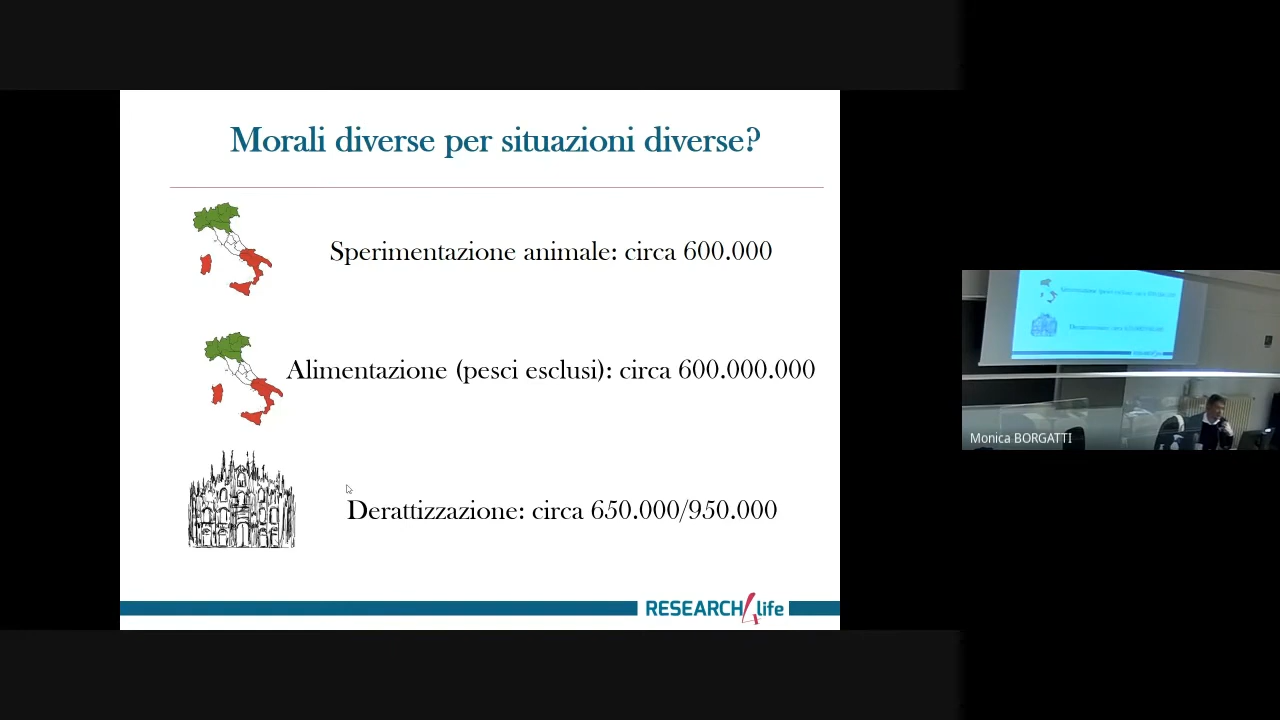 Morali diverse per situazioni diverse?
Sperimentazione animale: circa 600.000
Alimentazione (pesci esclusi): circa 600.000.000
Derattizzazione: circa 650.000/950.000
RESEARCH4life
Monica BORGATTI